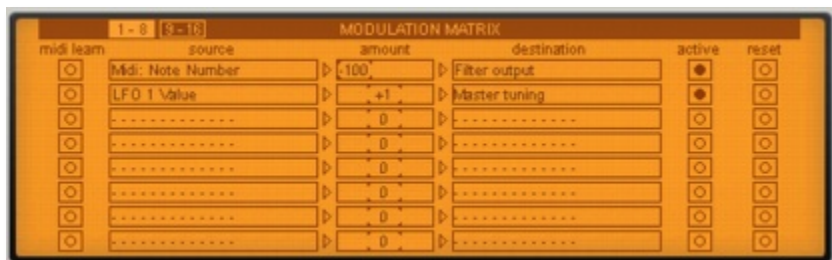 1 - 8 9 - 16 MODULATION MATRIX
midi learn source amount destination active reset
Midi: Note Number -100 Filter output
LFO 1 Value +1 Master tuning
- - - - - - - - - - - - - 0 - - - - - - - - - - - - -
- - - - - - - - - - - - - 0 - - - - - - - - - - - - -
- - - - - - - - - - - - - 0 - - - - - - - - - - - - -
- - - - - - - - - - - - - 0 - - - - - - - - - - - - -
- - - - - - - - - - - - - 0 - - - - - - - - - - - - -
- - - - - - - - - - - - - 0 - - - - - - - - - - - - -